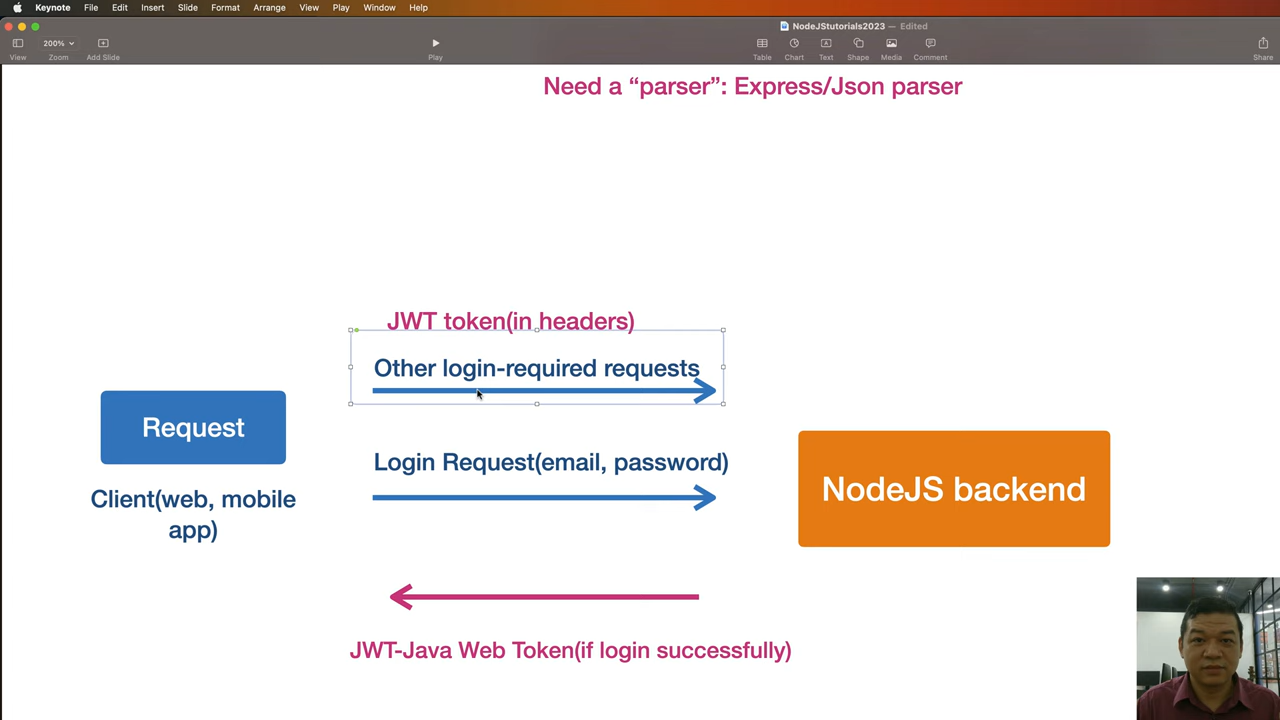 Keynote File Edit Insert Slide Format Arrange View Play Window Help
NodeJStutorials2023 — Edited
200%
View Zoom Add Slide Play Table Chart Text Shape Media Comment Share
Need a “parser”: Express/Json parser
JWT token(in headers)
Other login-required requests
Request
Login Request(email, password)
Client(web, mobile
app)
NodeJS backend
JWT-Java Web Token(if login successfully)